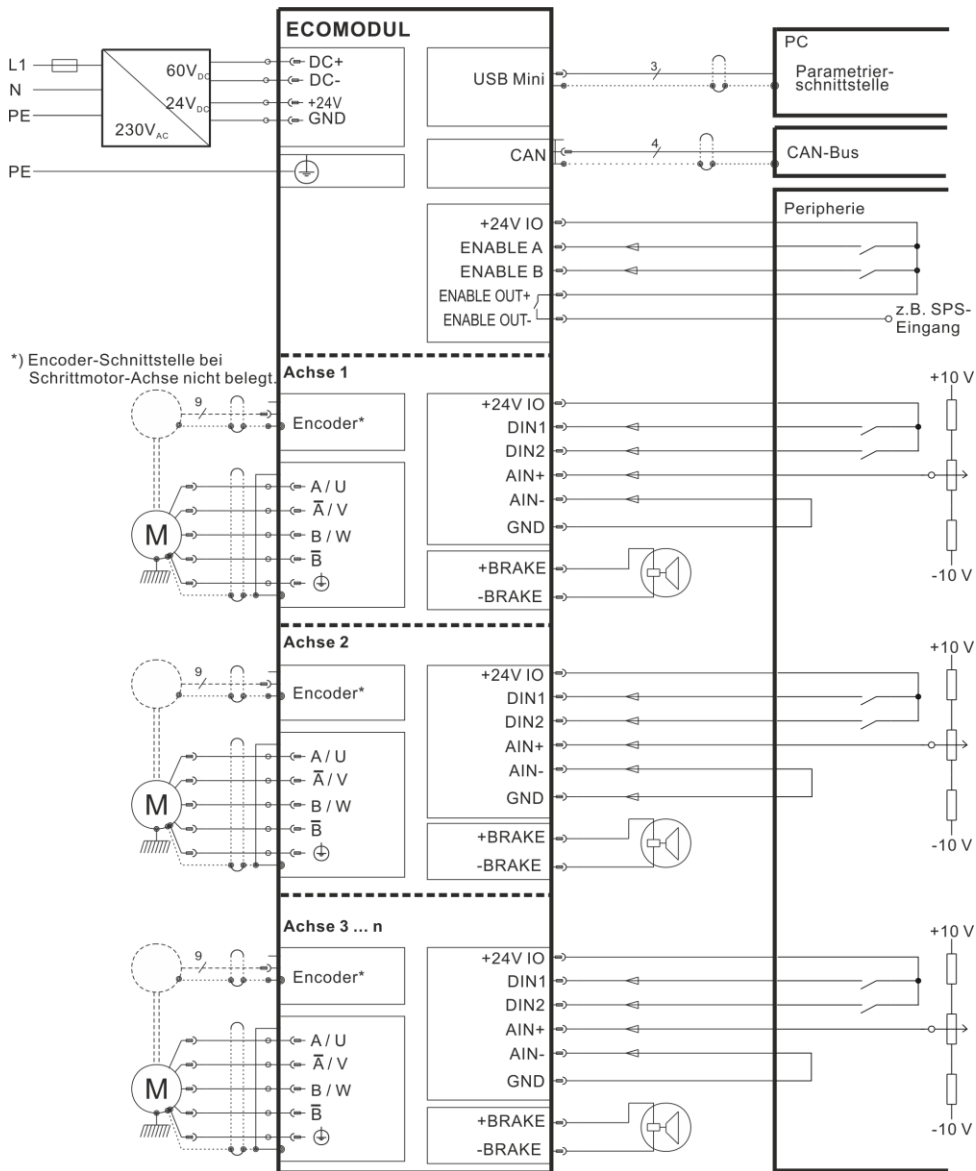 ECOMODUL
L1
N
PE
60V DC
24V DC
230V AC
DC+
DC-
+24V
GND
PE
USB Mini
3
PC
Parametrier-
schnittstelle
CAN
4
CAN-Bus
Peripherie
+24V IO
ENABLE A
ENABLE B
ENABLE OUT+
ENABLE OUT-
z.B. SPS-
Eingang
*) Encoder-Schnittstelle bei
Schrittmotor-Achse nicht belegt.
Achse 1
9
Encoder*
M
A / U
A̅ / V
B / W
B̅
+24V IO
DIN1
DIN2
AIN+
AIN-
GND
+BRAKE
-BRAKE
+10 V
-10 V
Achse 2
9
Encoder*
M
A / U
A̅ / V
B / W
B̅
+24V IO
DIN1
DIN2
AIN+
AIN-
GND
+BRAKE
-BRAKE
+10 V
-10 V
Achse 3 ... n
9
Encoder*
M
A / U
A̅ / V
B / W
B̅
+24V IO
DIN1
DIN2
AIN+
AIN-
GND
+BRAKE
-BRAKE
+10 V
-10 V